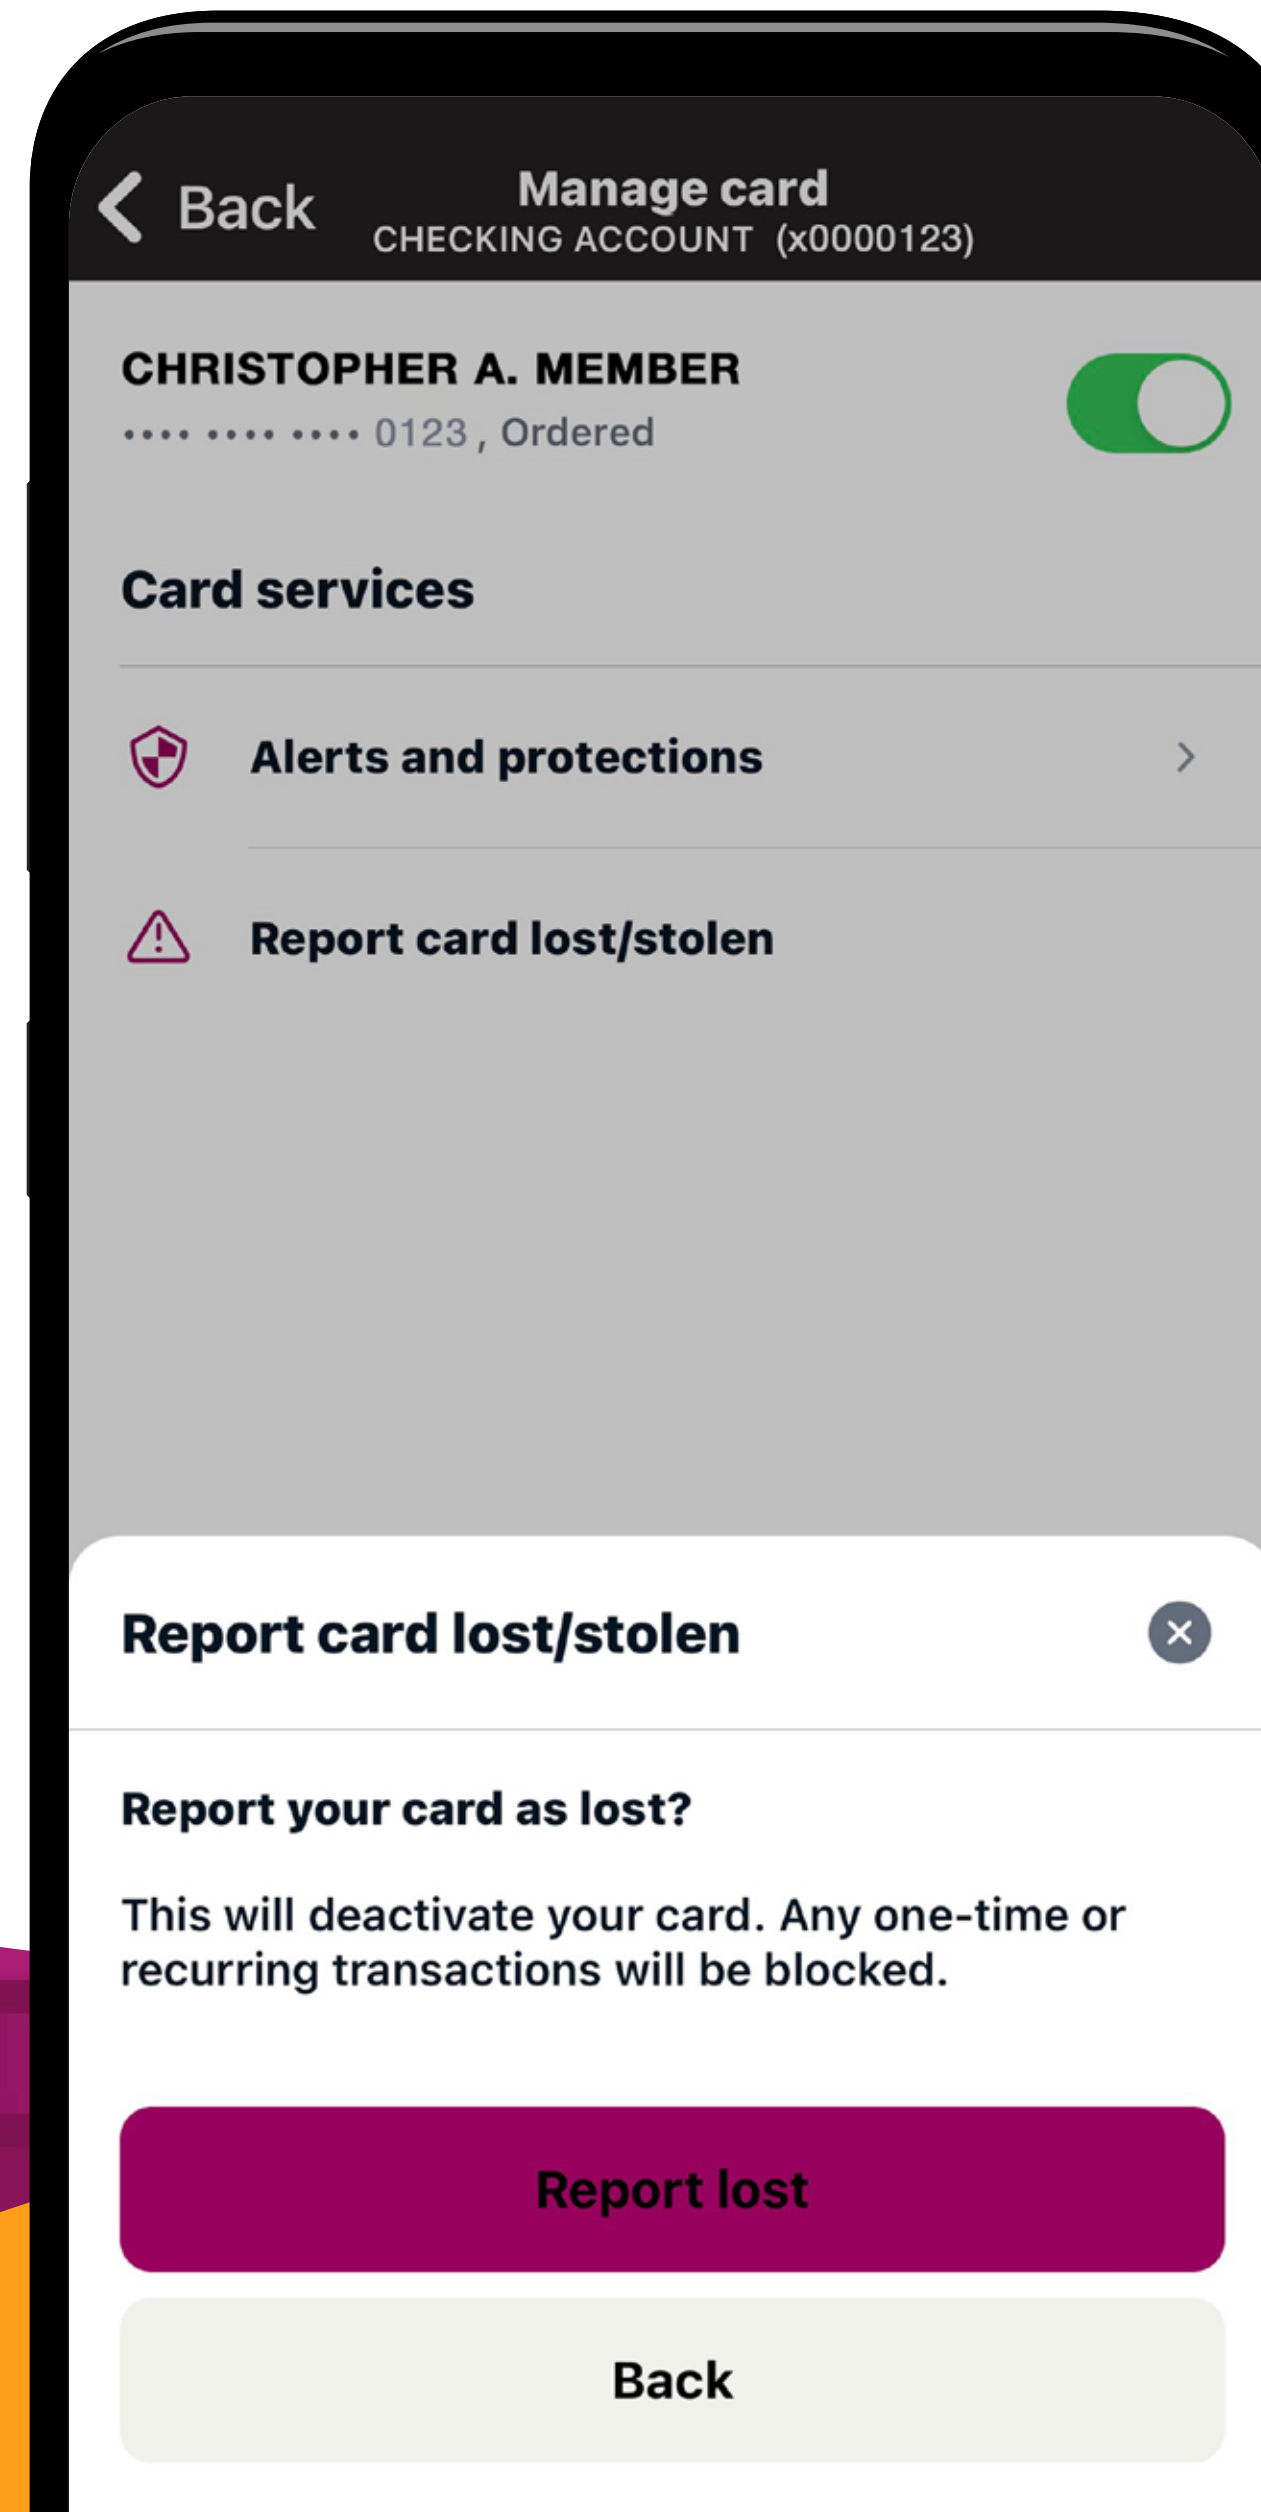 Back
Manage card
CHECKING ACCOUNT (x0000123)
CHRISTOPHER A. MEMBER
•••• •••• •••• 0123 , Ordered
Card services
Alerts and protections
Report card lost/stolen
Report card lost/stolen
Report your card as lost?
This will deactivate your card. Any one-time or
recurring transactions will be blocked.
Report lost
Back